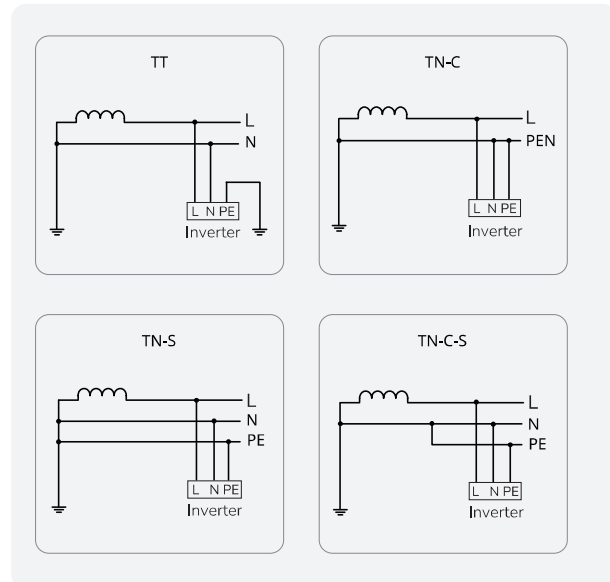 TT
L
N
L N PE
Inverter
TN-C
L
PEN
L N PE
Inverter
TN-S
L
N
PE
L N PE
Inverter
TN-C-S
L
N
PE
L N PE
Inverter